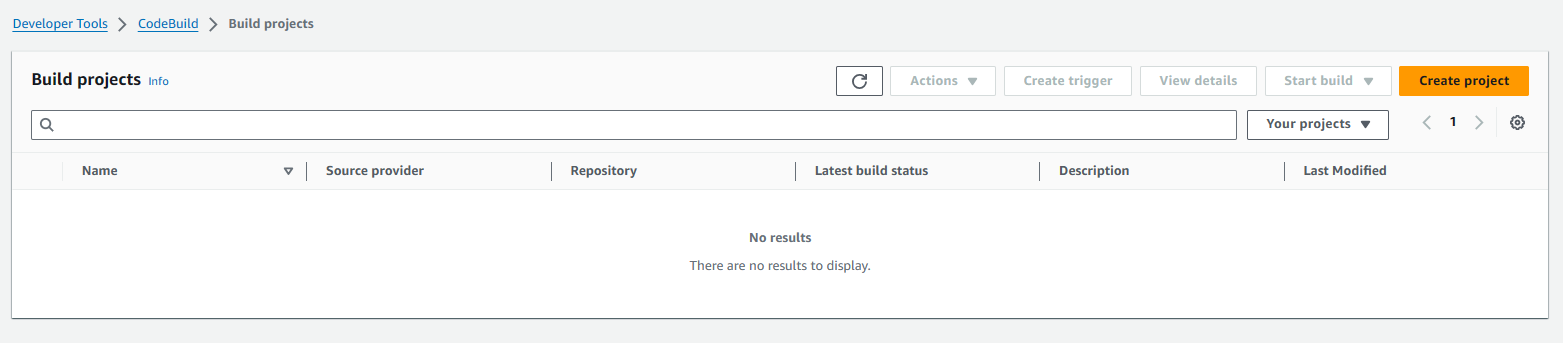 Developer Tools CodeBuild Build projects
Build projects Info Actions Create trigger View details Start build Create project
Your projects 1
Name Source provider Repository Latest build status Description Last Modified
No results
There are no results to display.